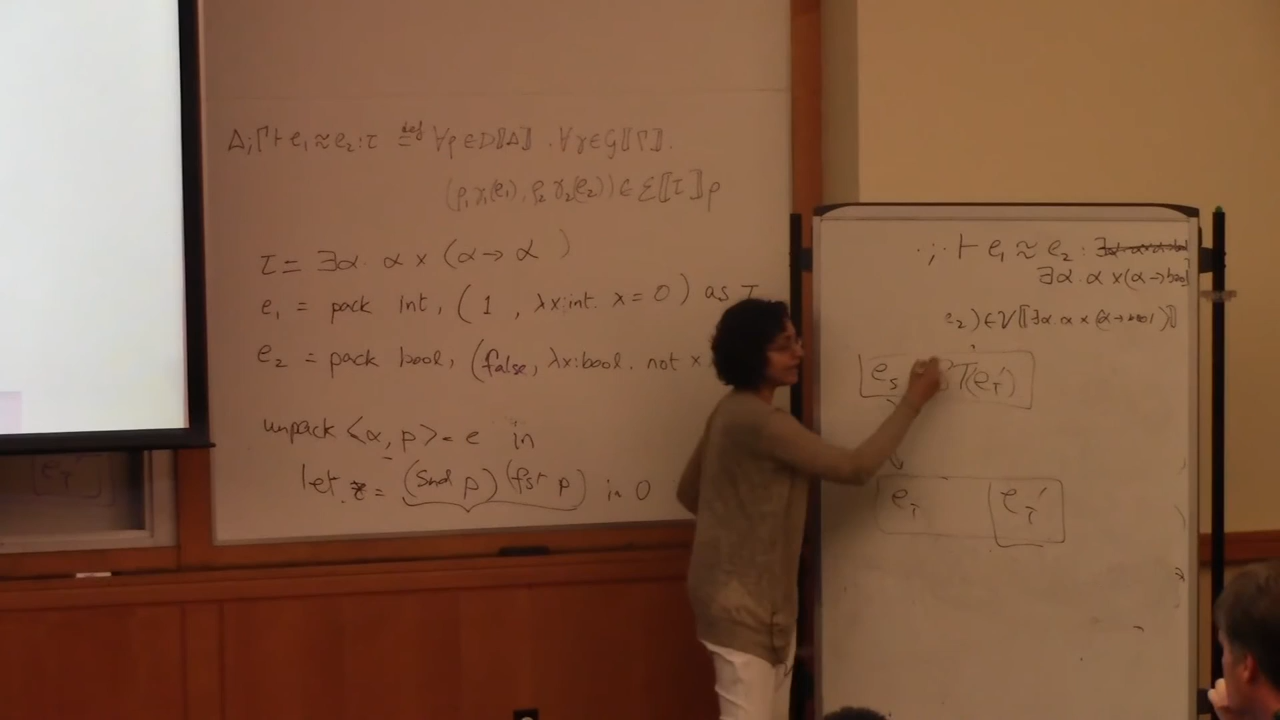 Δ;Γ ⊢ e₁ ≈ e₂ : τ ≝ ∀ρ ∈ D⟦Δ⟧. ∀γ ∈ G⟦Γ⟧.
(ρ₁γ₁(e₁), ρ₂γ₂(e₂)) ∈ Ɛ⟦τ⟧ρ
τ = ∃α. α × (α → α )
e₁ = pack int, (1 , λx:int. x = 0) as τ
e₂ = pack bool, (false, λx:bool. not x
unpack <α, p> = e in
let z = (snd p) (fst p) in 0
e_T
·;· ⊢ e₁ ≈ e₂ :
∃α. α × (α → bool
e₂) ∈ V⟦∃α. α × (α → bool)⟧
e_S T(e_T')
e_T e_T'